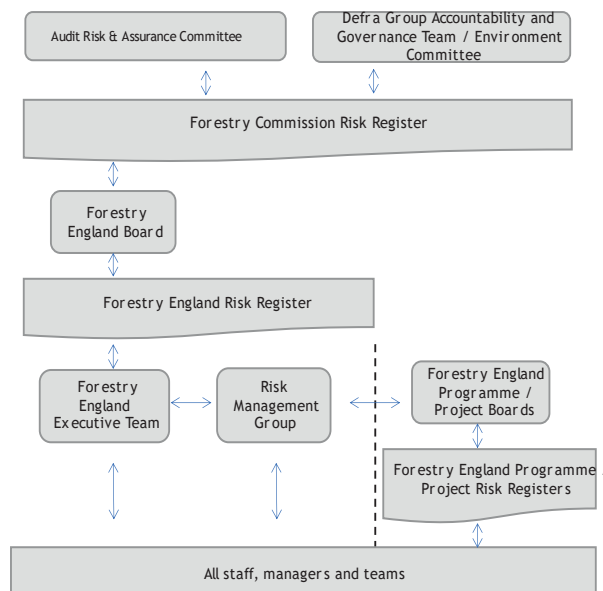 Audit Risk & Assurance Committee
Defra Group Accountability and
Governance Team / Environment
Committee
Forestry Commission Risk Register
Forestry
England Board
Forestry England Risk Register
Forestry
England
Executive Team
Risk
Management
Group
Forestry England
Programme /
Project Boards
Forestry England Programme
Project Risk Registers
All staff, managers and teams